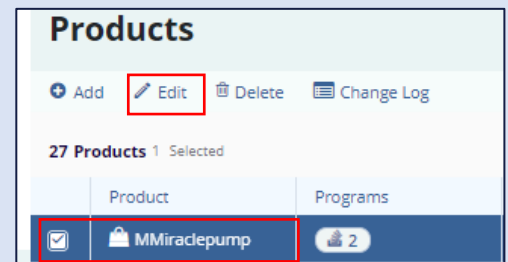 Products
Add Edit Delete Change Log
27 Products 1 Selected
Product Programs
MMiraclepump 2